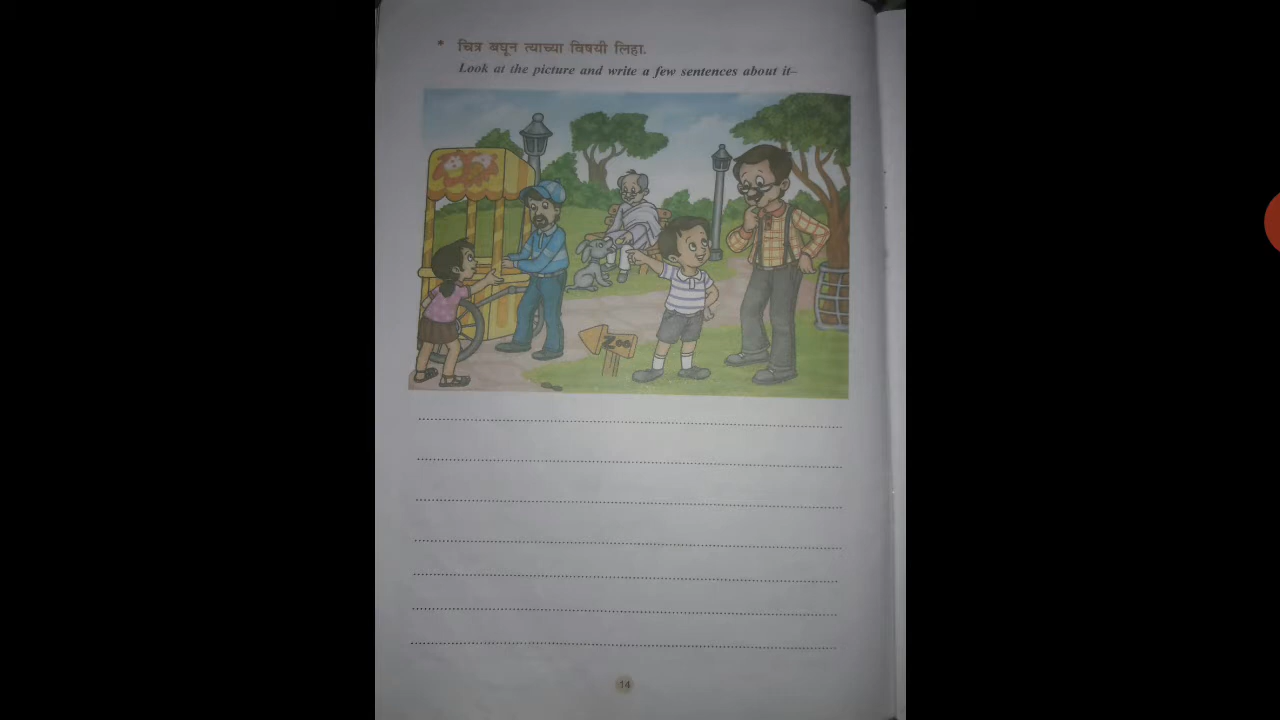 * चित्र बघून त्याच्या विषयी लिहा.
Look at the picture and write a few sentences about it–
Zoo
14